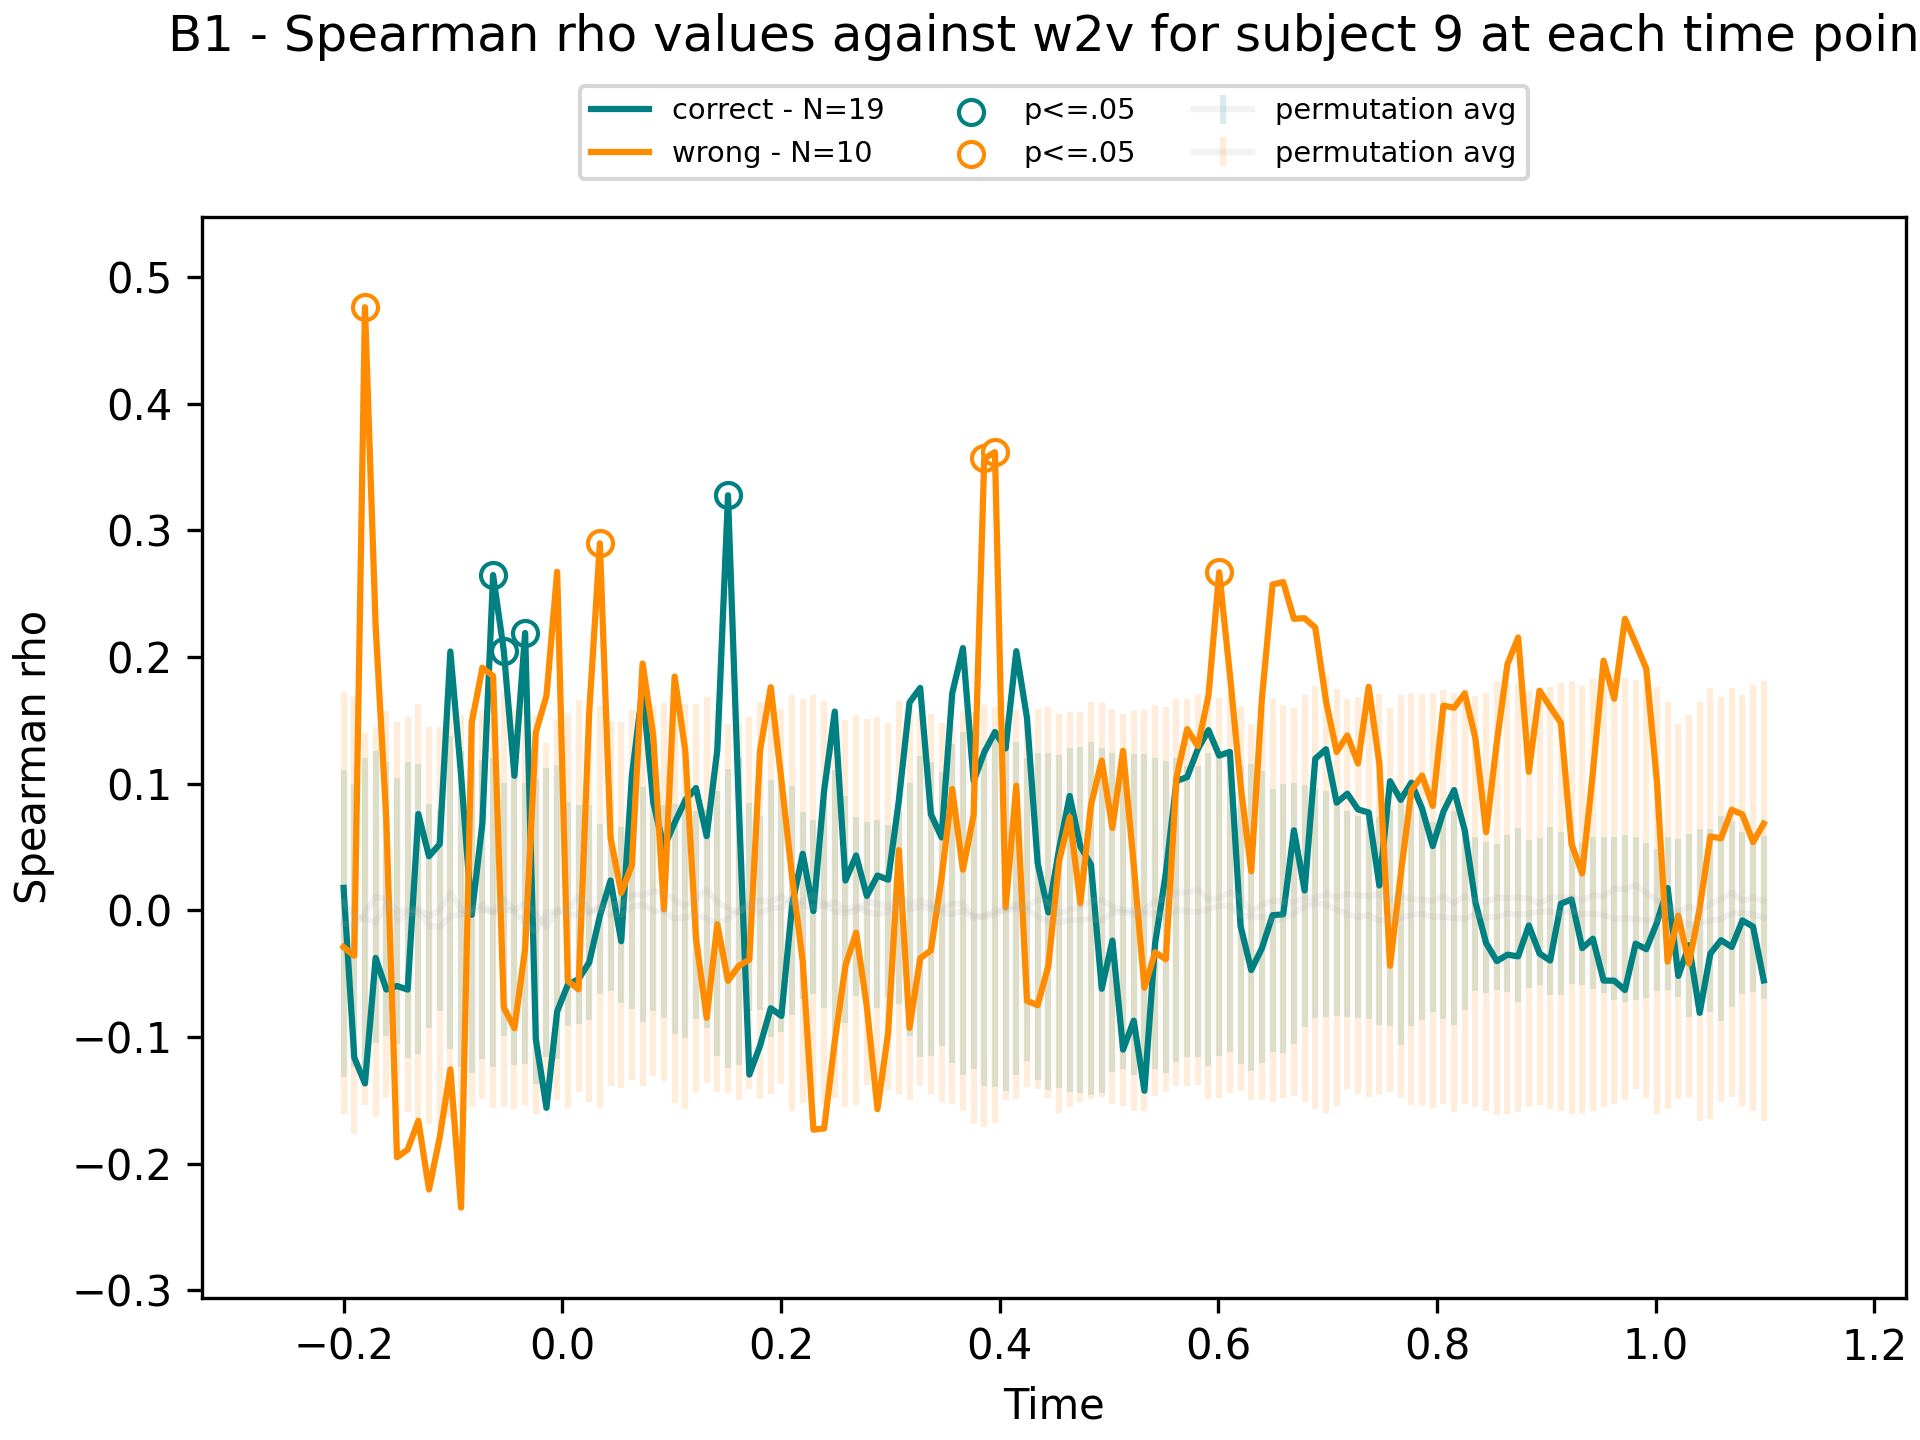 B1 - Spearman rho values against w2v for subject 9 at each time poin
correct - N=19
wrong - N=10
p<=.05
p<=.05
permutation avg
permutation avg
0.5
0.4
0.3
0.2
0.1
0.0
−0.1
−0.2
−0.3
Spearman rho
−0.2 0.0 0.2 0.4 0.6 0.8 1.0 1.2
Time